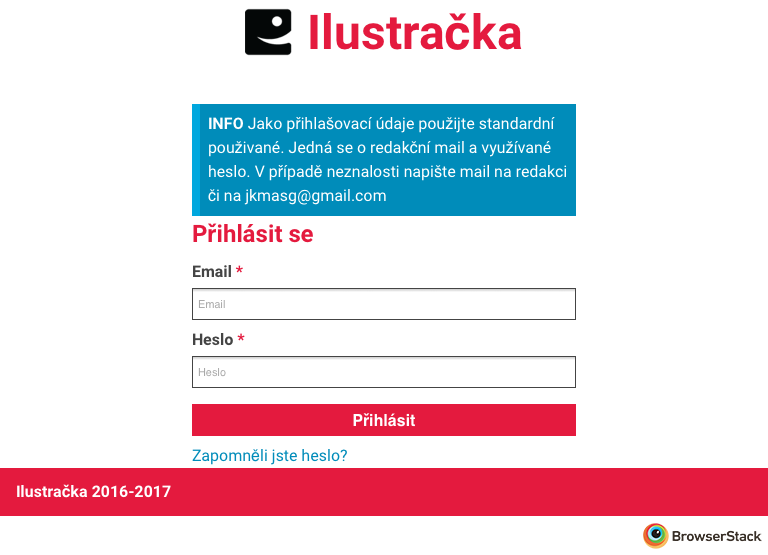 Ilustračka
INFO Jako přihlašovací údaje použijte standardní
použivané. Jedná se o redakční mail a využívané
heslo. V případě neznalosti napište mail na redakci
či na jkmasg@gmail.com
Přihlásit se
Email *
Email
Heslo *
Heslo
Přihlásit
Zapomněli jste heslo?
Ilustračka 2016-2017
BrowserStack